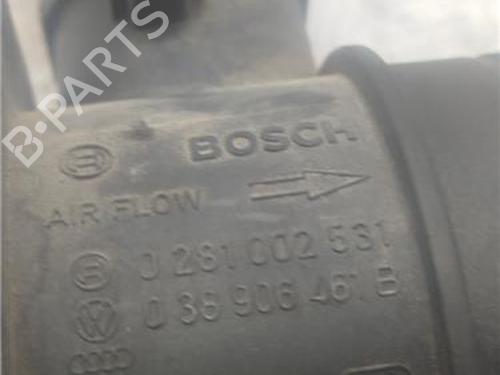 B-PARTS
BOSCH
AIR FLOW
0 281 002 531
038 906 461 B